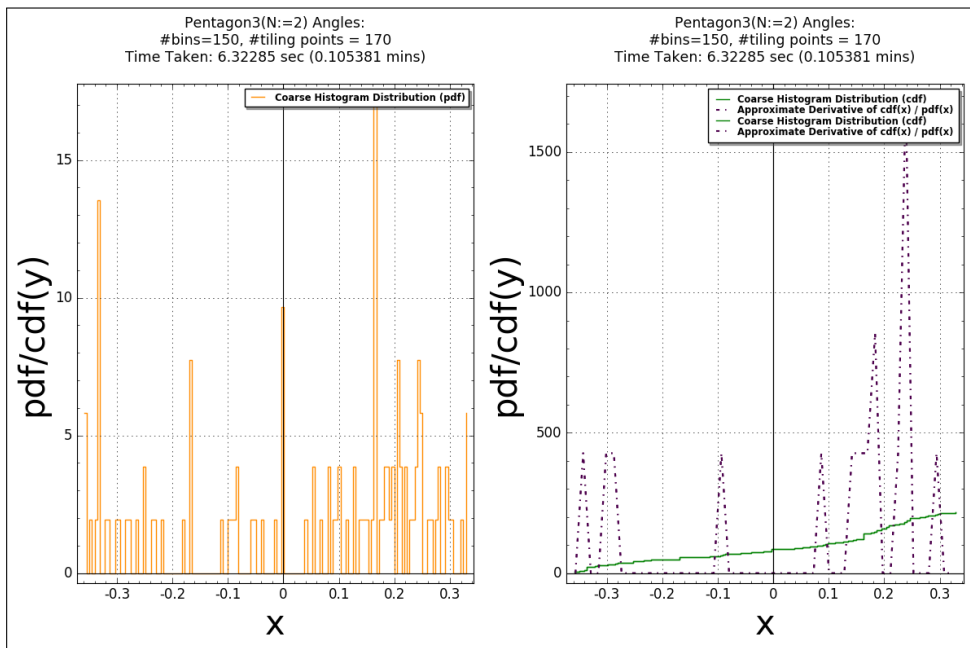 Pentagon3(N:=2) Angles:
#bins=150, #tiling points = 170
Time Taken: 6.32285 sec (0.105381 mins)
Coarse Histogram Distribution (pdf)
15
10
5
0
-0.3 -0.2 -0.1 0 0.1 0.2 0.3
x
pdf/cdf(y)
Pentagon3(N:=2) Angles:
#bins=150, #tiling points = 170
Time Taken: 6.32285 sec (0.105381 mins)
Coarse Histogram Distribution (cdf)
Approximate Derivative of cdf(x) / pdf(x)
Coarse Histogram Distribution (cdf)
Approximate Derivative of cdf(x) / pdf(x)
1500
1000
500
0
-0.3 -0.2 -0.1 0 0.1 0.2 0.3
x
pdf/cdf(y)